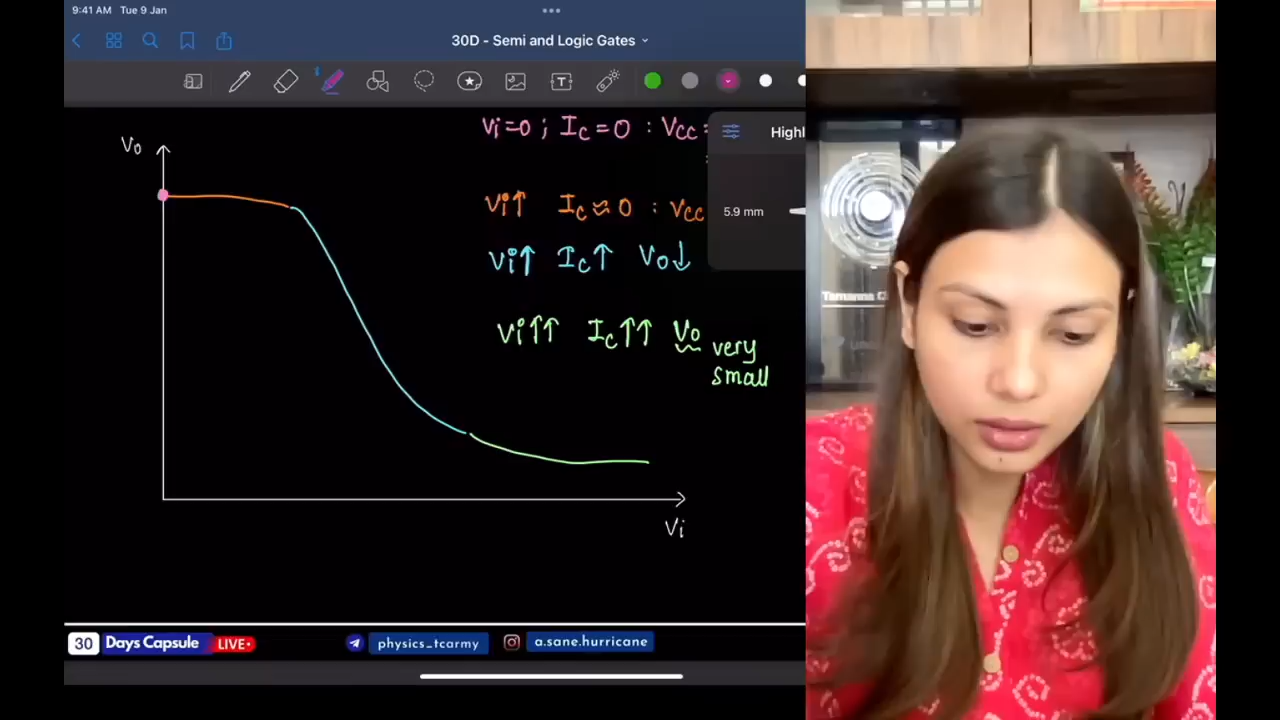 9:41 AM Tue 9 Jan
30D - Semi and Logic Gates
Vo
Vi=0 ; Ic=0 : Vcc=
Highl
Vi↑ Ic≈0 : Vcc
5.9 mm
Vi↑ Ic↑ Vo↓
Vi↑↑ Ic↑↑ Vo very
small
Vi
30 Days Capsule LIVE
physics_tcarmy
a.sane.hurricane
Tamanna C